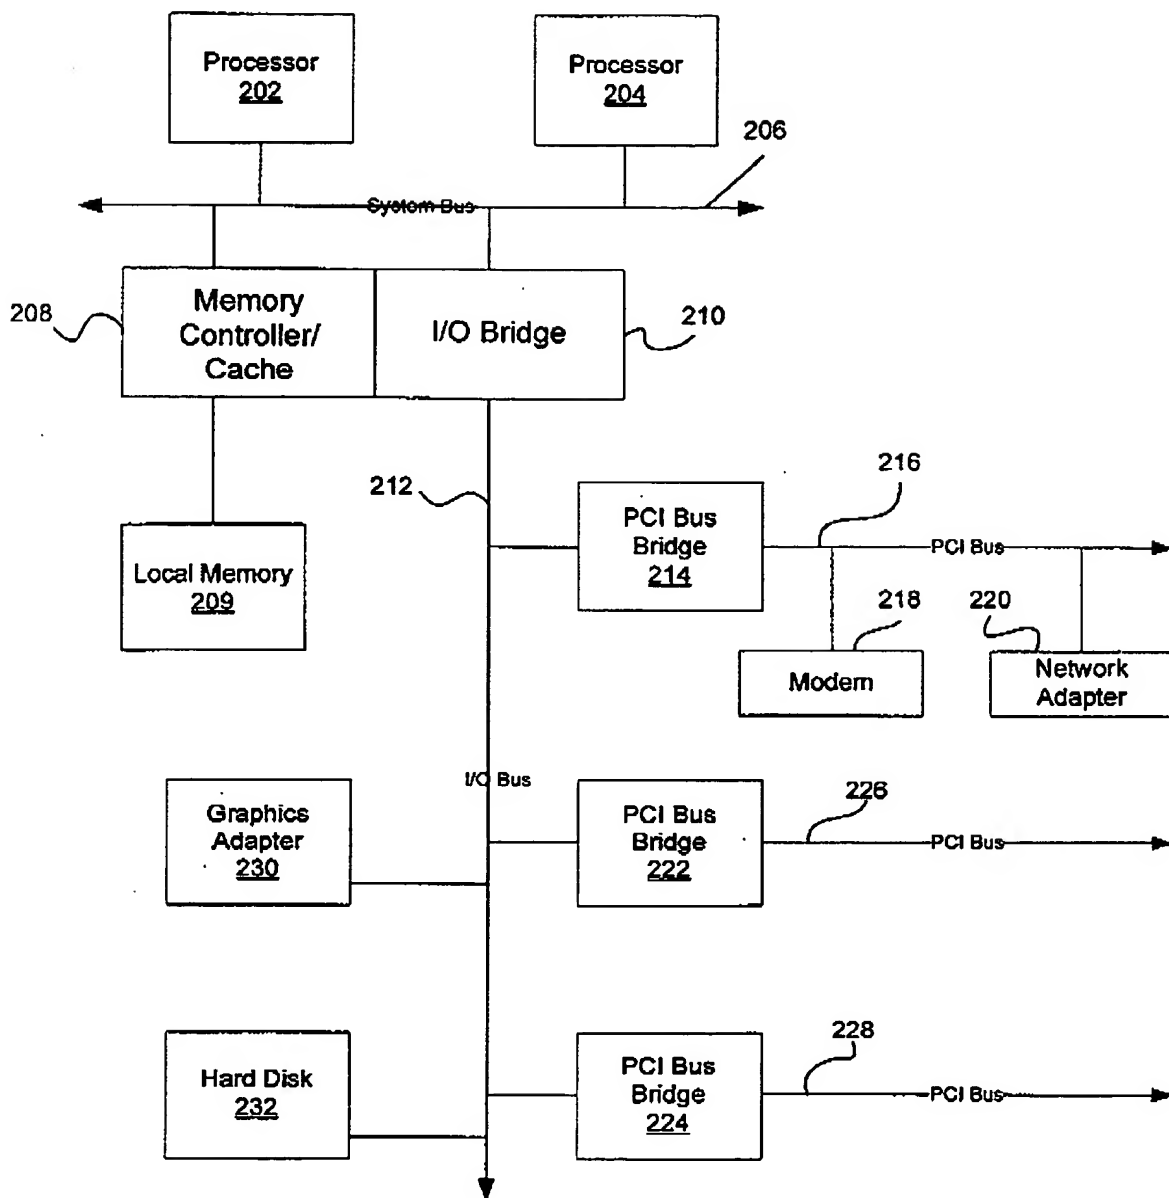 Processor
202
Processor
204
206
System Bus
208
Memory
Controller/
Cache
I/O Bridge
210
212
216
PCI Bus
Bridge
214
PCI Bus
Local Memory
209
218
220
Modem
Network
Adapter
I/O Bus
226
Graphics
Adapter
230
PCI Bus
Bridge
222
PCI Bus
228
Hard Disk
232
PCI Bus
Bridge
224
PCI Bus